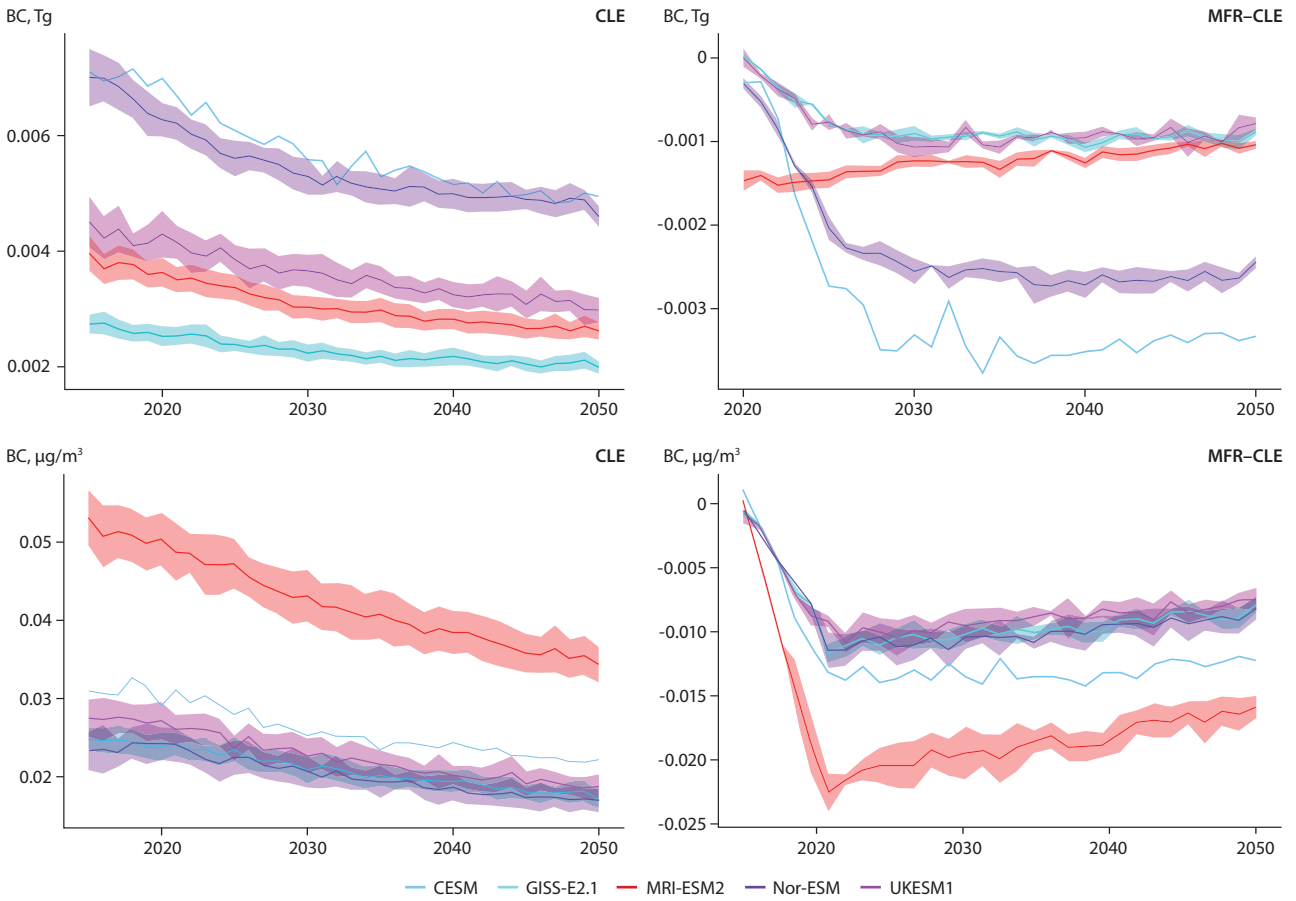 BC, Tg
CLE
0.006
0.004
0.002
2020 2030 2040 2050
BC, Tg
MFR–CLE
0
-0.001
-0.002
-0.003
2020 2030 2040 2050
BC, µg/m³
CLE
0.05
0.04
0.03
0.02
2020 2030 2040 2050
BC, µg/m³
MFR–CLE
0
-0.005
-0.010
-0.015
-0.020
-0.025
2020 2030 2040 2050
CESM GISS-E2.1 MRI-ESM2 Nor-ESM UKESM1